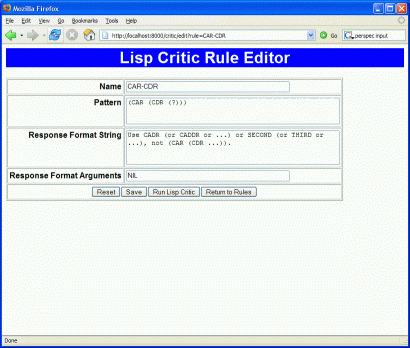 Mozilla Firefox
File Edit View Go Bookmarks Tools Help
http://localhost:8000/critic/edit?rule=CAR-CDR
Go
perspec input
Lisp Critic Rule Editor
Name
CAR-CDR
Pattern
(CAR (CDR (?)))
Response Format String
Use CADR (or CADDR or ...) or SECOND (or THIRD or
...), not (CAR (CDR ...)).
Response Format Arguments
NIL
Reset Save Run Lisp Critic Return to Rules
Done